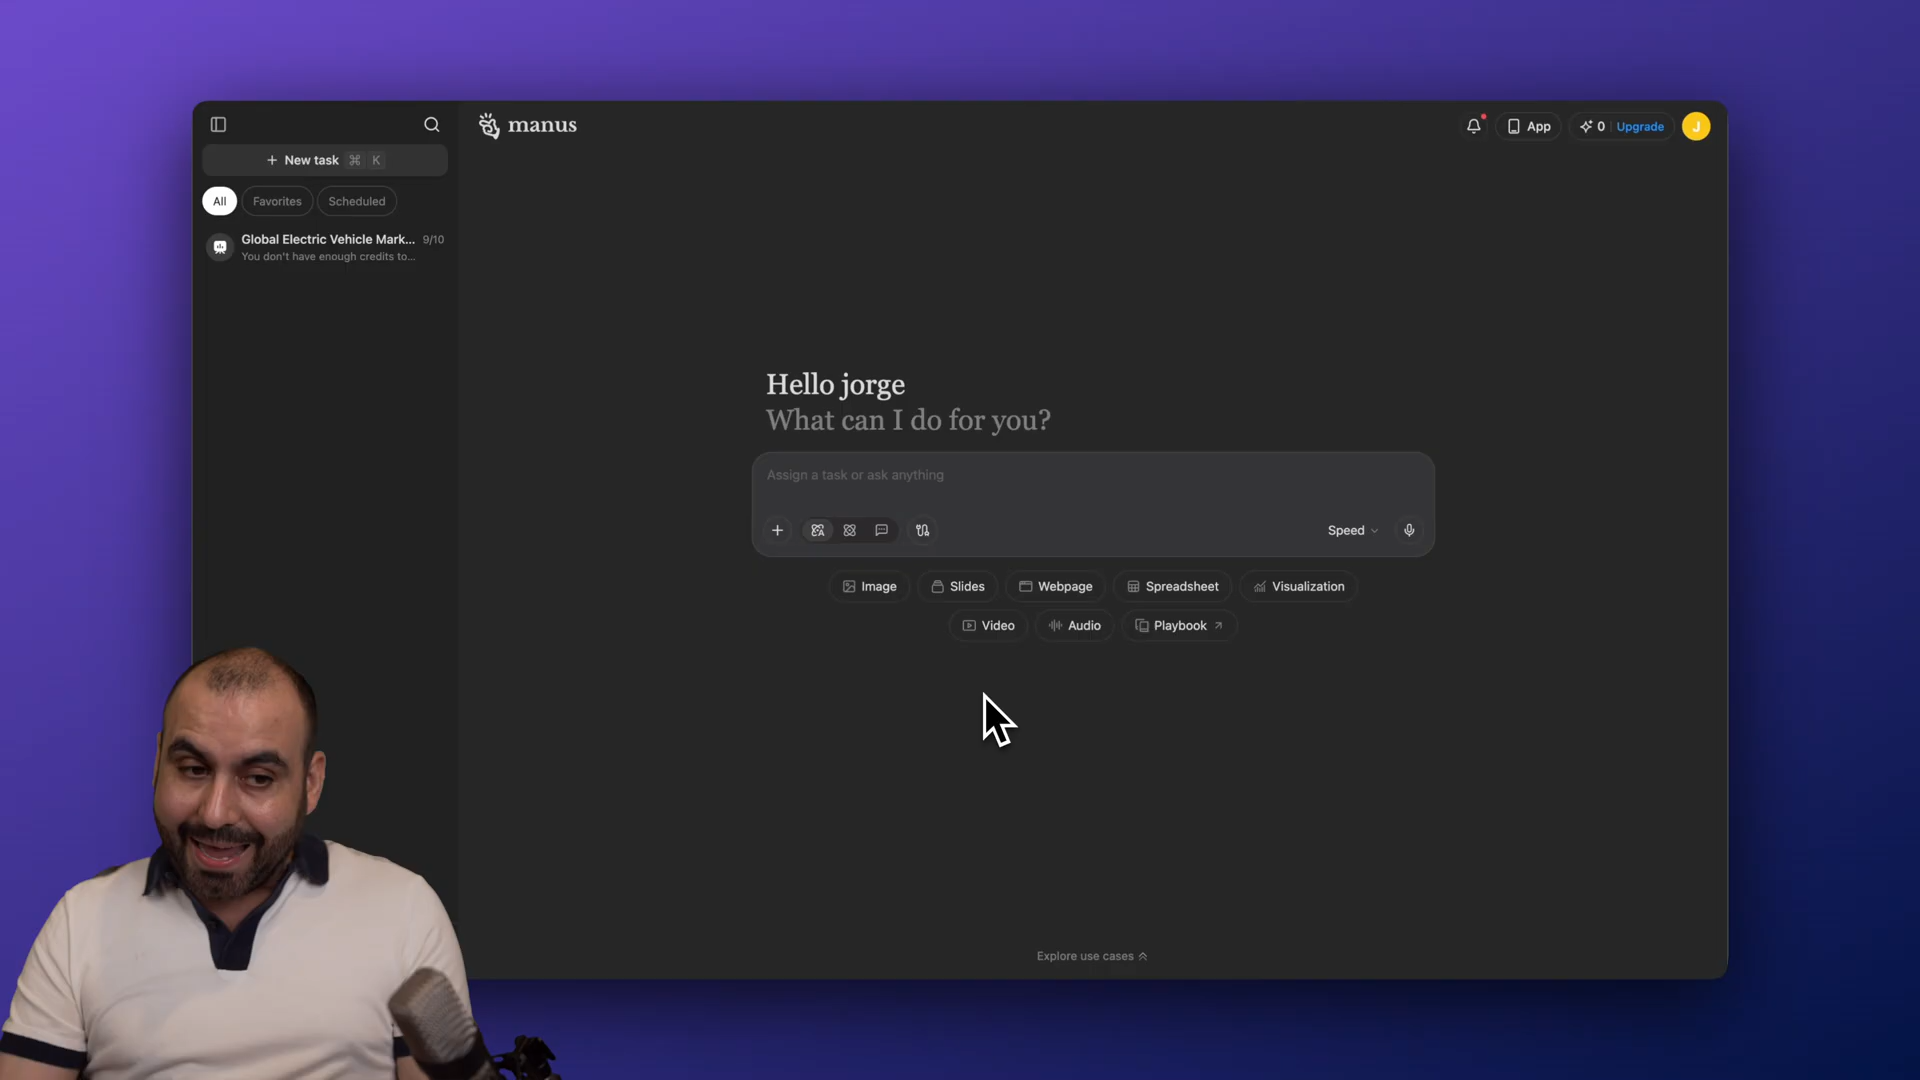 manus
App
0 | Upgrade
J
+ New task ⌘ K
All
Favorites
Scheduled
Global Electric Vehicle Mark... 9/10
You don't have enough credits to...
Hello jorge
What can I do for you?
Assign a task or ask anything
Speed
Image
Slides
Webpage
Spreadsheet
Visualization
Video
Audio
Playbook
Explore use cases